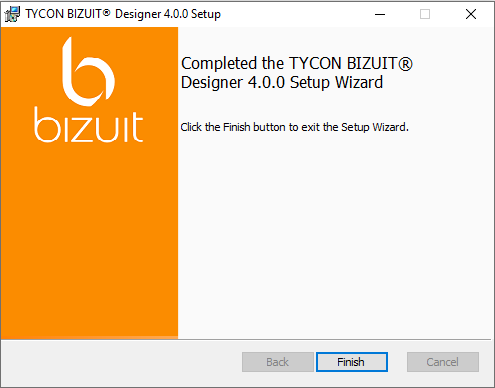 TYCON BIZUIT® Designer 4.0.0 Setup
bizuit
Completed the TYCON BIZUIT®
Designer 4.0.0 Setup Wizard
Click the Finish button to exit the Setup Wizard.
Back
Finish
Cancel